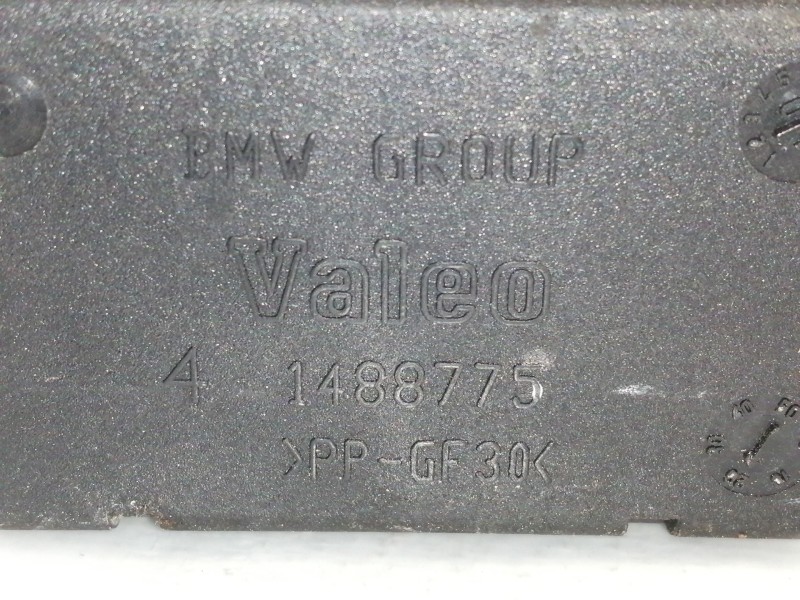 BMW GROUP
Valeo
4 1488775
>PP-GF30<